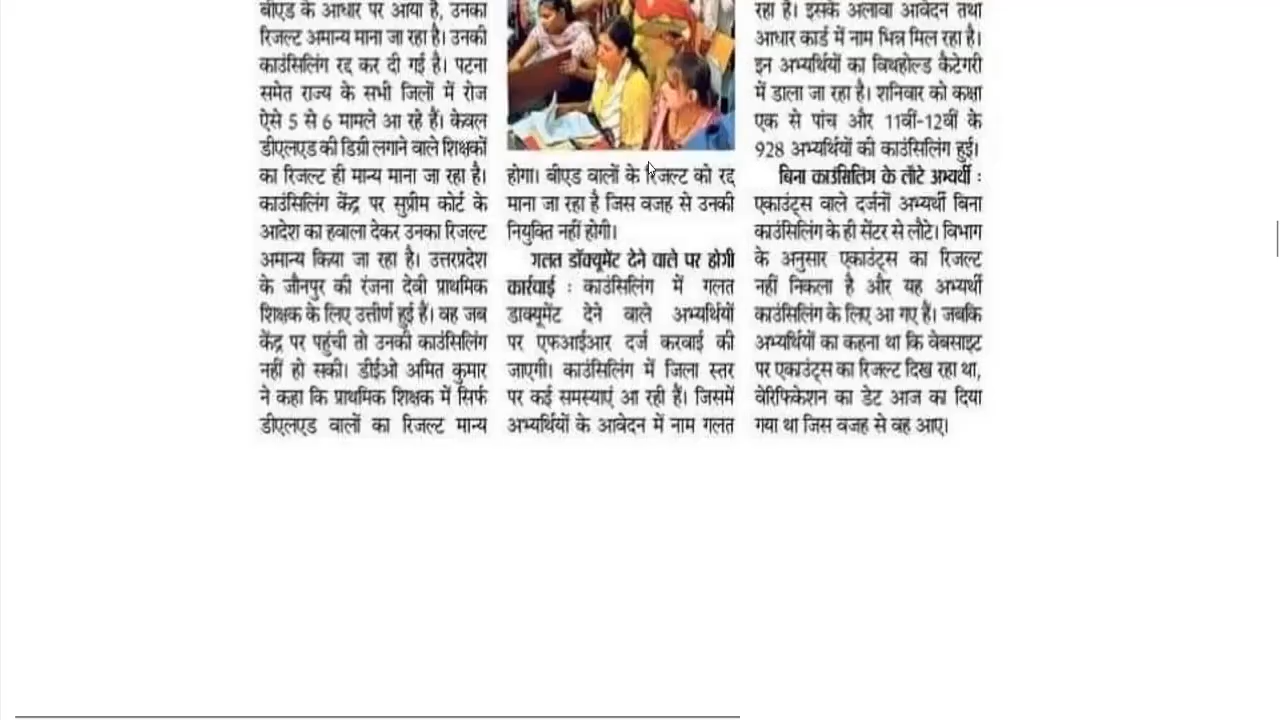 बीएड के आधार पर आया है, उनका
रिजल्ट अमान्य माना जा रहा है। उनकी
काउंसिलिंग रद्द कर दी गई है। पटना
समेत राज्य के सभी जिलों में रोज
ऐसे 5 से 6 मामले आ रहे हैं। केवल
डीएलएड की डिग्री लगाने वाले शिक्षकों
का रिजल्ट ही मान्य माना जा रहा है।
काउंसिलिंग केंद्र पर सुप्रीम कोर्ट के
आदेश का हवाला देकर उनका रिजल्ट
अमान्य किया जा रहा है। उत्तरप्रदेश
के जौनपुर की रंजना देवी प्राथमिक
शिक्षक के लिए उत्तीर्ण हुई हैं। वह जब
केंद्र पर पहुंची तो उनकी काउंसिलिंग
नहीं हो सकी। डीईओ अमित कुमार
ने कहा कि प्राथमिक शिक्षक में सिर्फ
डीएलएड वालों का रिजल्ट मान्य
होगा। बीएड वालों के रिजल्ट को रद्द
माना जा रहा है जिस वजह से उनकी
नियुक्ति नहीं होगी।
गलत डॉक्यूमेंट देने वाले पर होगी
कार्रवाई : काउंसिलिंग में गलत
डाक्यूमेंट देने वाले अभ्यर्थियों
पर एफआईआर दर्ज करवाई की
जाएगी। काउंसिलिंग में जिला स्तर
पर कई समस्याएं आ रही हैं। जिसमें
अभ्यर्थियों के आवेदन में नाम गलत
रहा है। इसके अलावा आवेदन तथा
आधार कार्ड में नाम भिन्न मिल रहा है।
इन अभ्यर्थियों का विथहोल्ड कैटेगरी
में डाला जा रहा है। शनिवार को कक्षा
एक से पांच और 11वीं-12वीं के
928 अभ्यर्थियों की काउंसिलिंग हुई।
बिना काउंसिलिंग के लौटे अभ्यर्थी :
एकाउंट्स वाले दर्जनों अभ्यर्थी बिना
काउंसिलिंग के ही सेंटर से लौटे। विभाग
के अनुसार एकाउंट्स का रिजल्ट
नहीं निकला है और यह अभ्यर्थी
काउंसिलिंग के लिए आ गए हैं। जबकि
अभ्यर्थियों का कहना था कि वेबसाइट
पर एकाउंट्स का रिजल्ट दिख रहा था,
वेरिफिकेशन का डेट आज का दिया
गया था जिस वजह से वह आए।